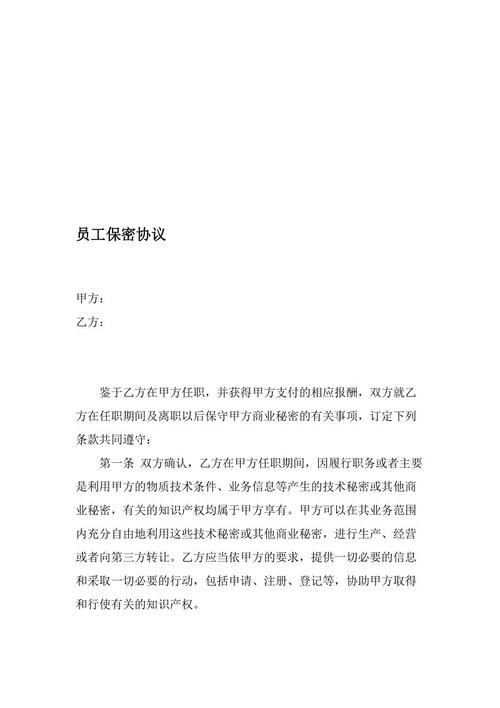 员工保密协议
甲方：
乙方：
鉴于乙方在甲方任职，并获得甲方支付的相应报酬，双方就乙
方在任职期间及离职以后保守甲方商业秘密的有关事项，订定下列
条款共同遵守：
第一条 双方确认，乙方在甲方任职期间，因履行职务或者主要
是利用甲方的物质技术条件、业务信息等产生的技术秘密或其他商
业秘密，有关的知识产权均属于甲方享有。甲方可以在其业务范围
内充分自由地利用这些技术秘密或其他商业秘密，进行生产、经营
或者向第三方转让。乙方应当依甲方的要求，提供一切必要的信息
和采取一切必要的行动，包括申请、注册、登记等，协助甲方取得
和行使有关的知识产权。